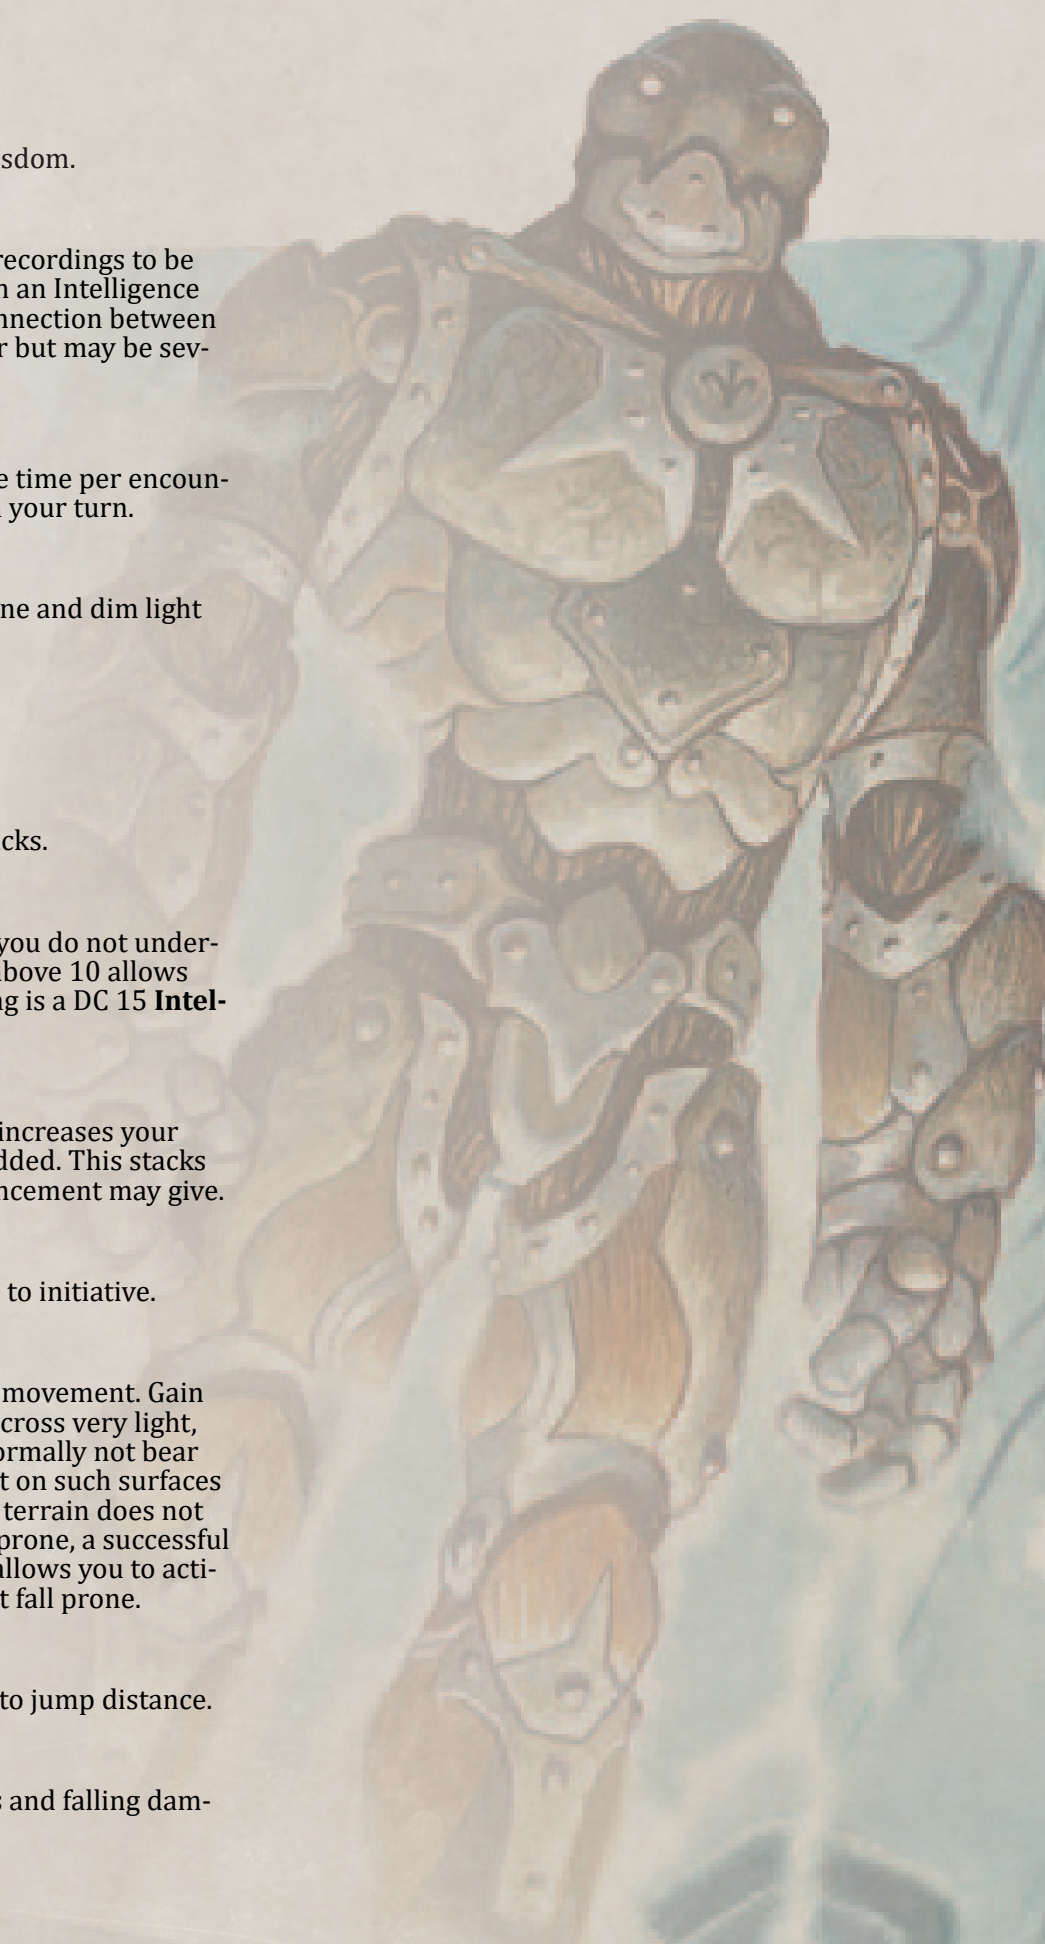 sdom.
recordings to be
n an Intelligence
nnection between
r but may be sev-
e time per encoun-
n your turn.
ne and dim light
cks.
you do not under-
above 10 allows
ng is a DC 15 Intel-
increases your
dded. This stacks
ncement may give.
to initiative.
movement. Gain
cross very light,
ormally not bear
t on such surfaces
terrain does not
prone, a successful
allows you to acti-
t fall prone.
to jump distance.
s and falling dam-